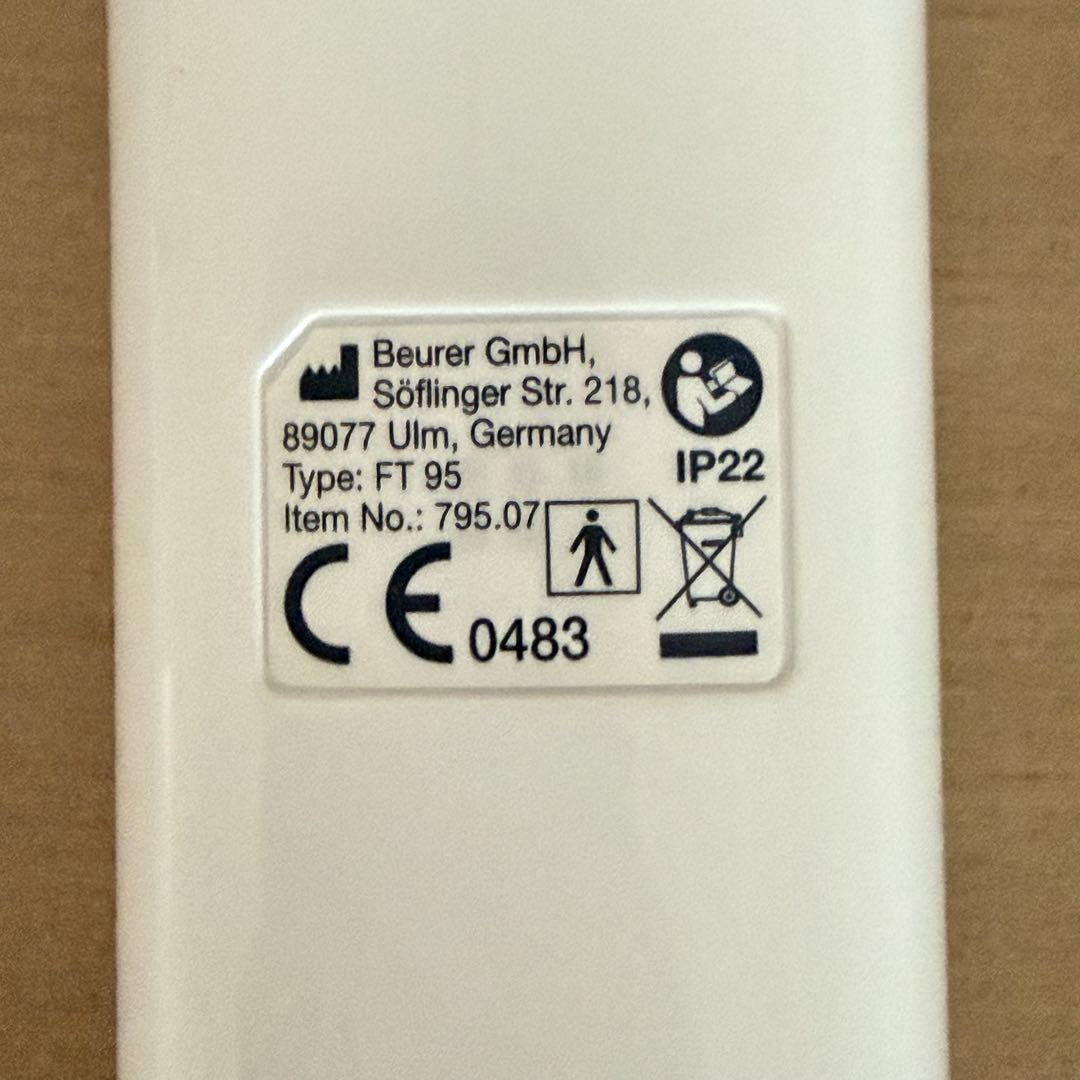 Beurer GmbH,
Söflinger Str. 218,
89077 Ulm, Germany
Type: FT 95
Item No.: 795.07
IP22
CE 0483